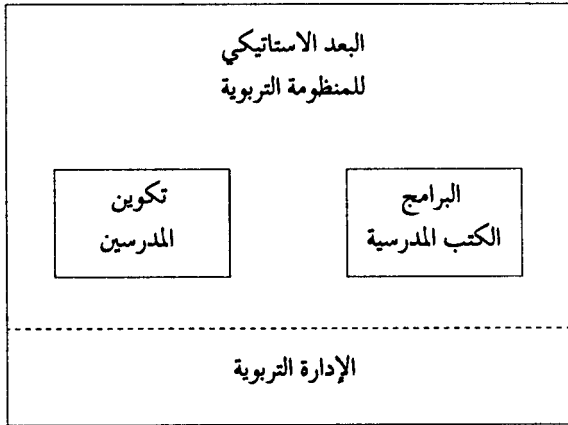 البعد الاستاتيكي
للمنظومة التربوية
البرامج
الكتب المدرسية
تكوين
المدرسين
الإدارة التربوية